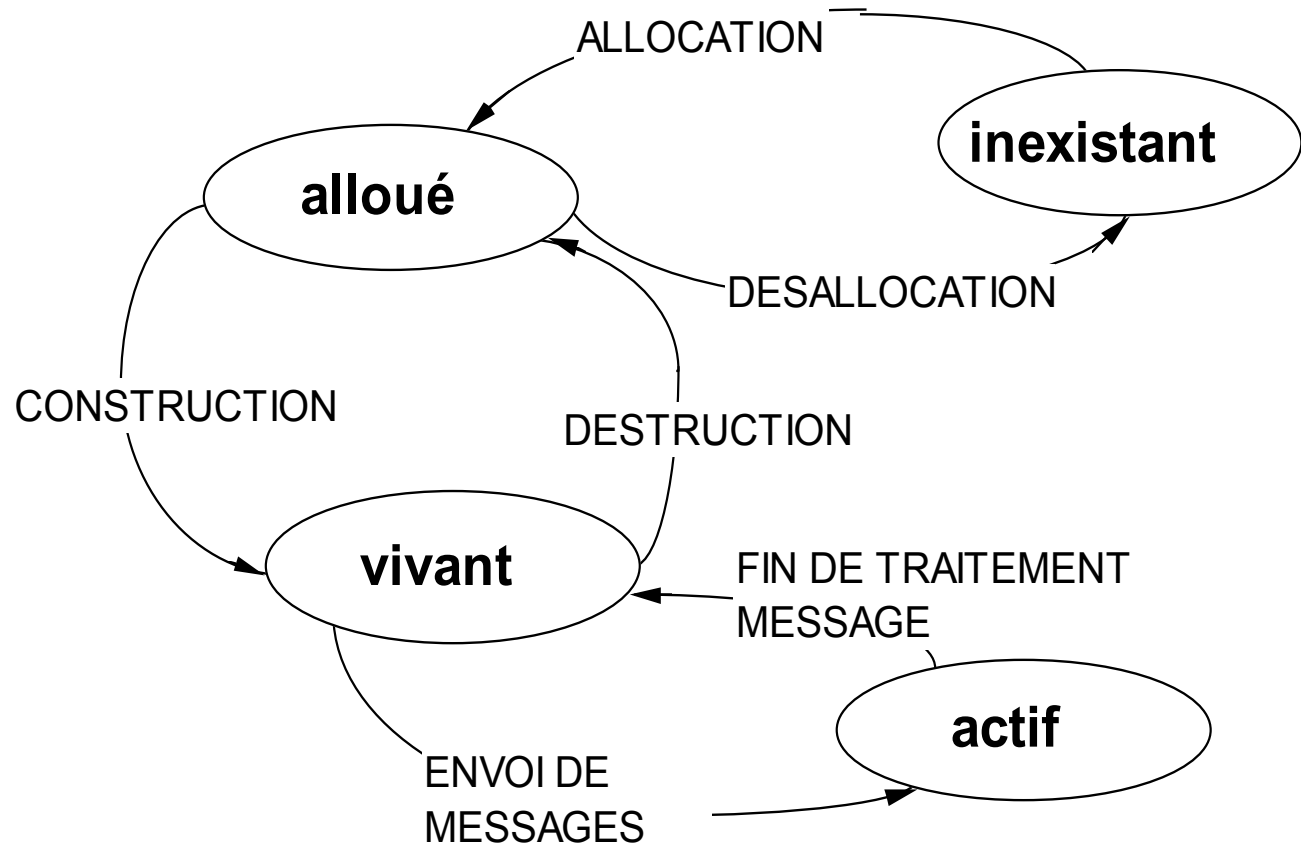 ALLOCATION
inexistant
alloué
DESALLOCATION
CONSTRUCTION
DESTRUCTION
vivant
FIN DE TRAITEMENT
MESSAGE
actif
ENVOI DE
MESSAGES